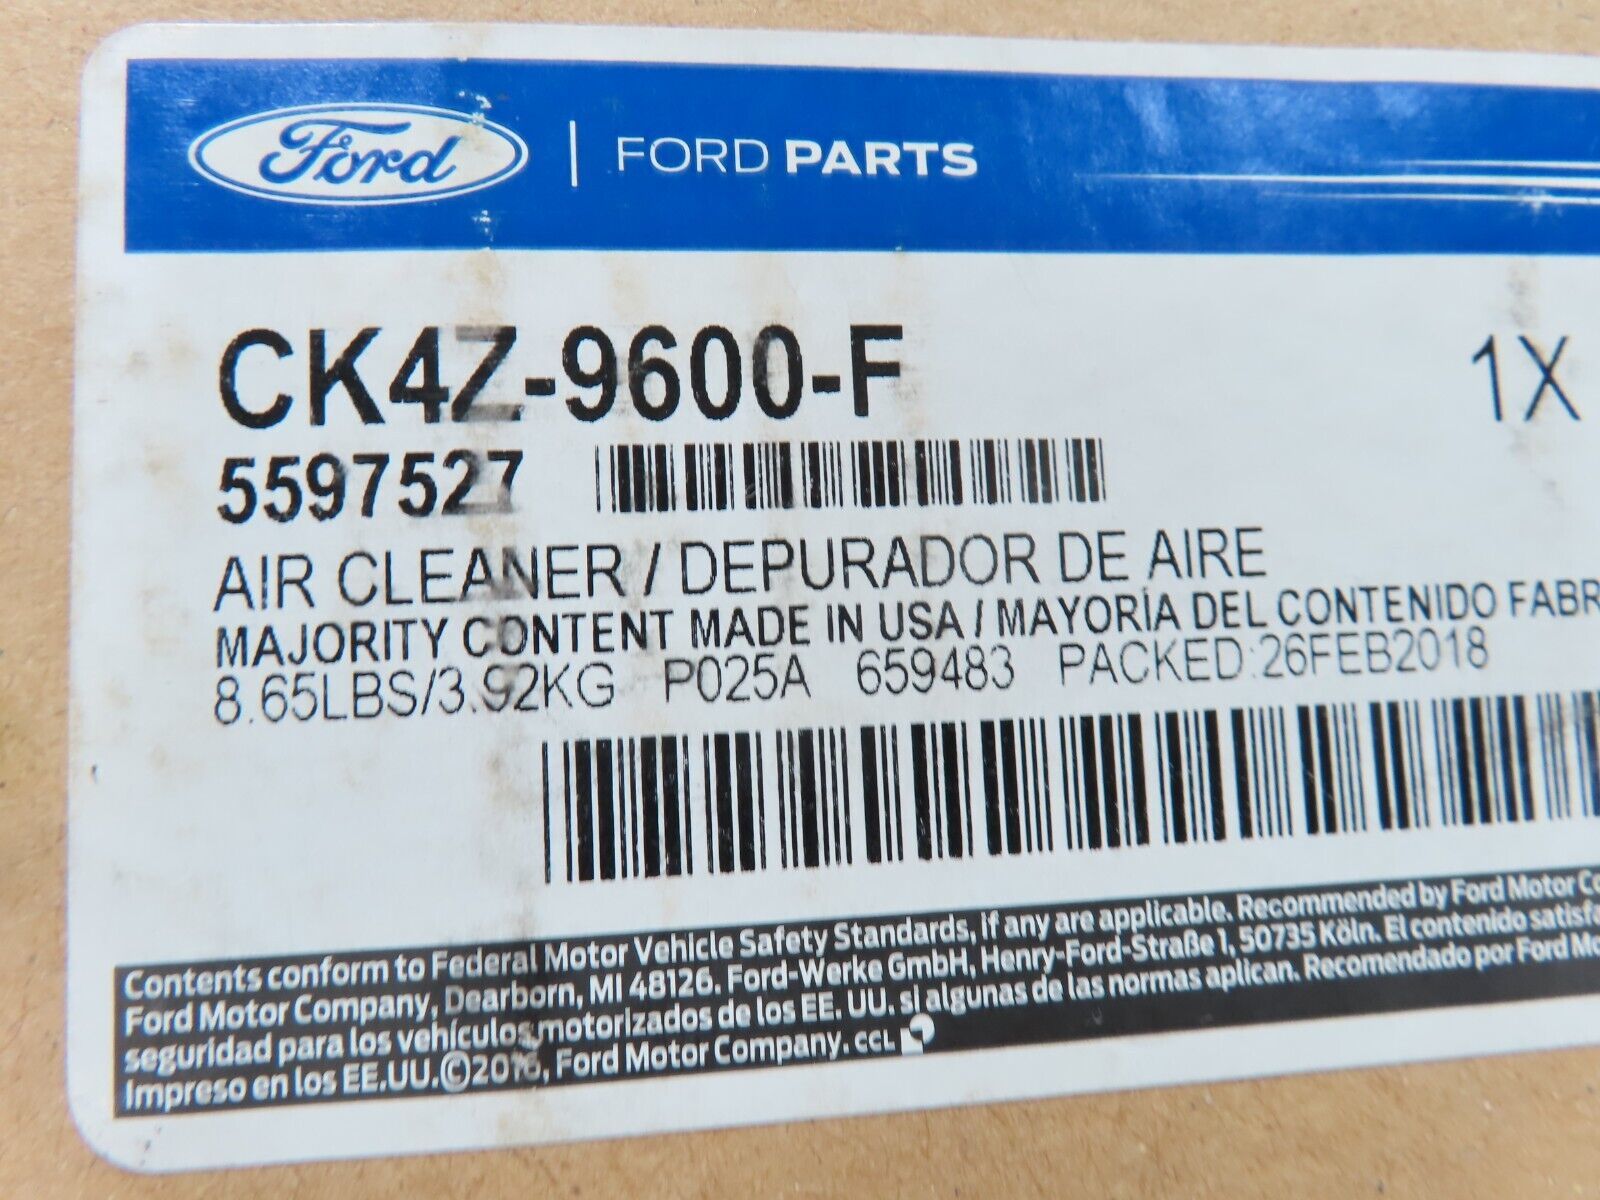 Ford | FORD PARTS
CK4Z-9600-F 1X
5597527
AIR CLEANER / DEPURADOR DE AIRE
MAJORITY CONTENT MADE IN USA / MAYORÍA DEL CONTENIDO FABR
8.65LBS/3.92KG P025A 659483 PACKED:26FEB2018
Contents conform to Federal Motor Vehicle Safety Standards, if any are applicable. Recommended by Ford Motor Co
Ford Motor Company, Dearborn, MI 48126. Ford-Werke GmbH, Henry-Ford-Straße 1, 50735 Köln. El contenido satisfa
seguridad para los vehículos motorizados de los EE. UU. si algunas de las normas aplican. Recomendado por Ford Mo
Impreso en los EE.UU.©2016, Ford Motor Company. CCL